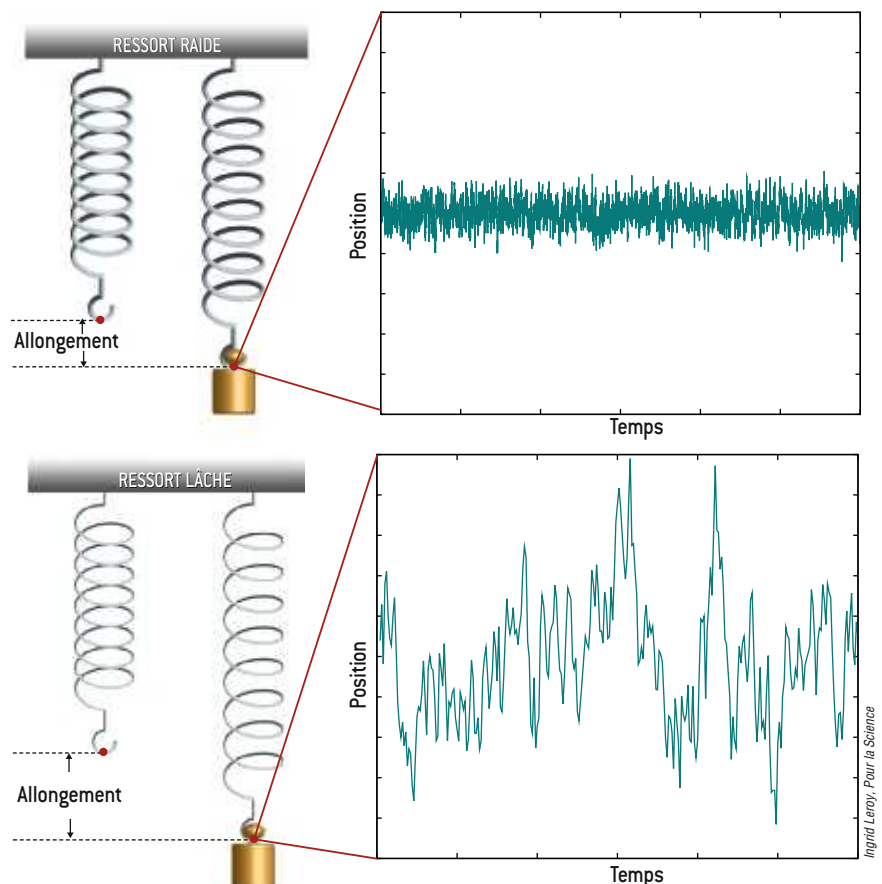 RESSORT RAIDE
Allongement
Position
Temps
RESSORT LÂCHE
Allongement
Position
Temps
Ingrid Leroy, Pour la Science